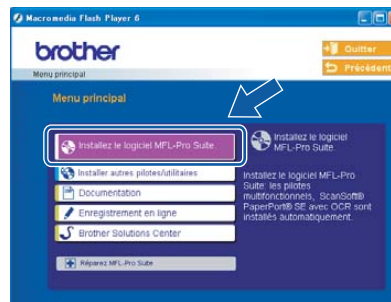 Macromedia Flash Player 6
brother
Quitter
Précédent
Menu principal
Menu principal
Installez le logiciel MFL-Pro Suite
Installer autres pilotes/utilitaires
Documentation
Enregistrement en ligne
Brother Solutions Center
Réparez MFL-Pro Suite
Installez le logiciel
MFL-Pro Suite
Installez le logiciel MFL-Pro
Suite: les pilotes
multifonctionnels, ScanSoft®
PaperPort® SE avec OCR sont
installés automatiquement.